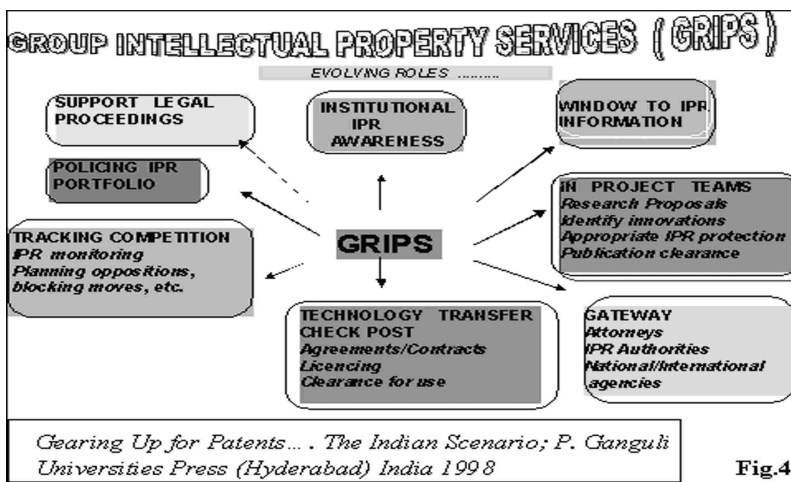 GROUP INTELLECTUAL PROPERTY SERVICES ( GRIPS )
EVOLVING ROLES .........
SUPPORT LEGAL
PROCEEDINGS
INSTITUTIONAL
IPR
AWARENESS
WINDOW TO IPR
INFORMATION
POLICING IPR
PORTFOLIO
IN PROJECT TEAMS
Research Proposals
Identify innovations
Appropriate IPR protection
Publication clearance
GRIPS
TRACKING COMPETITION
IPR monitoring
Planning oppositions,
blocking moves, etc.
TECHNOLOGY TRANSFER
CHECK POST
Agreements/Contracts
Licencing
Clearance for use
GATEWAY
Attorneys
IPR Authorities
National/International
agencies
Gearing Up for Patents... . The Indian Scenario; P. Ganguli
Universities Press (Hyderabad) India 1998
Fig.4